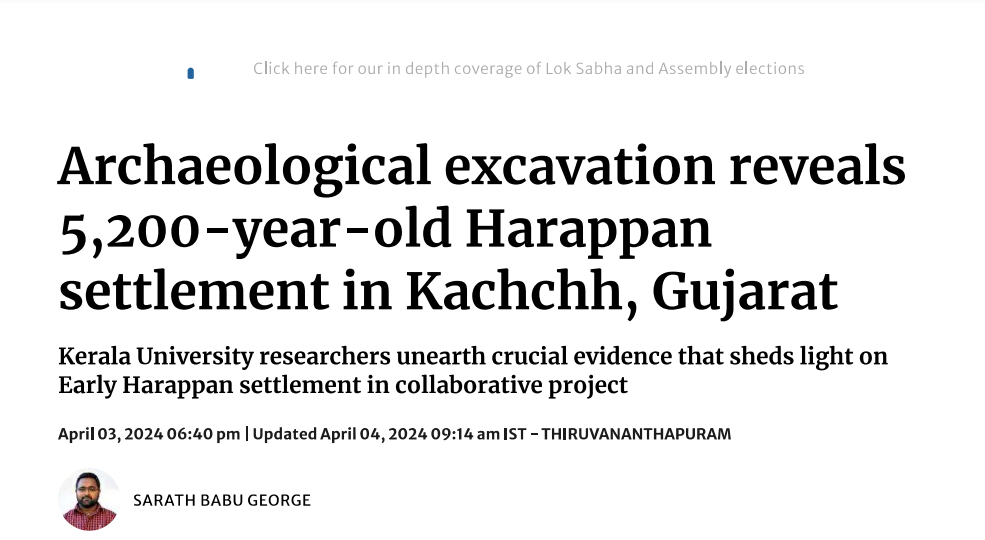 Click here for our in depth coverage of Lok Sabha and Assembly elections
Archaeological excavation reveals
5,200-year-old Harappan
settlement in Kachchh, Gujarat
Kerala University researchers unearth crucial evidence that sheds light on
Early Harappan settlement in collaborative project
April 03, 2024 06:40 pm | Updated April 04, 2024 09:14 am IST - THIRUVANANTHAPURAM
SARATH BABU GEORGE